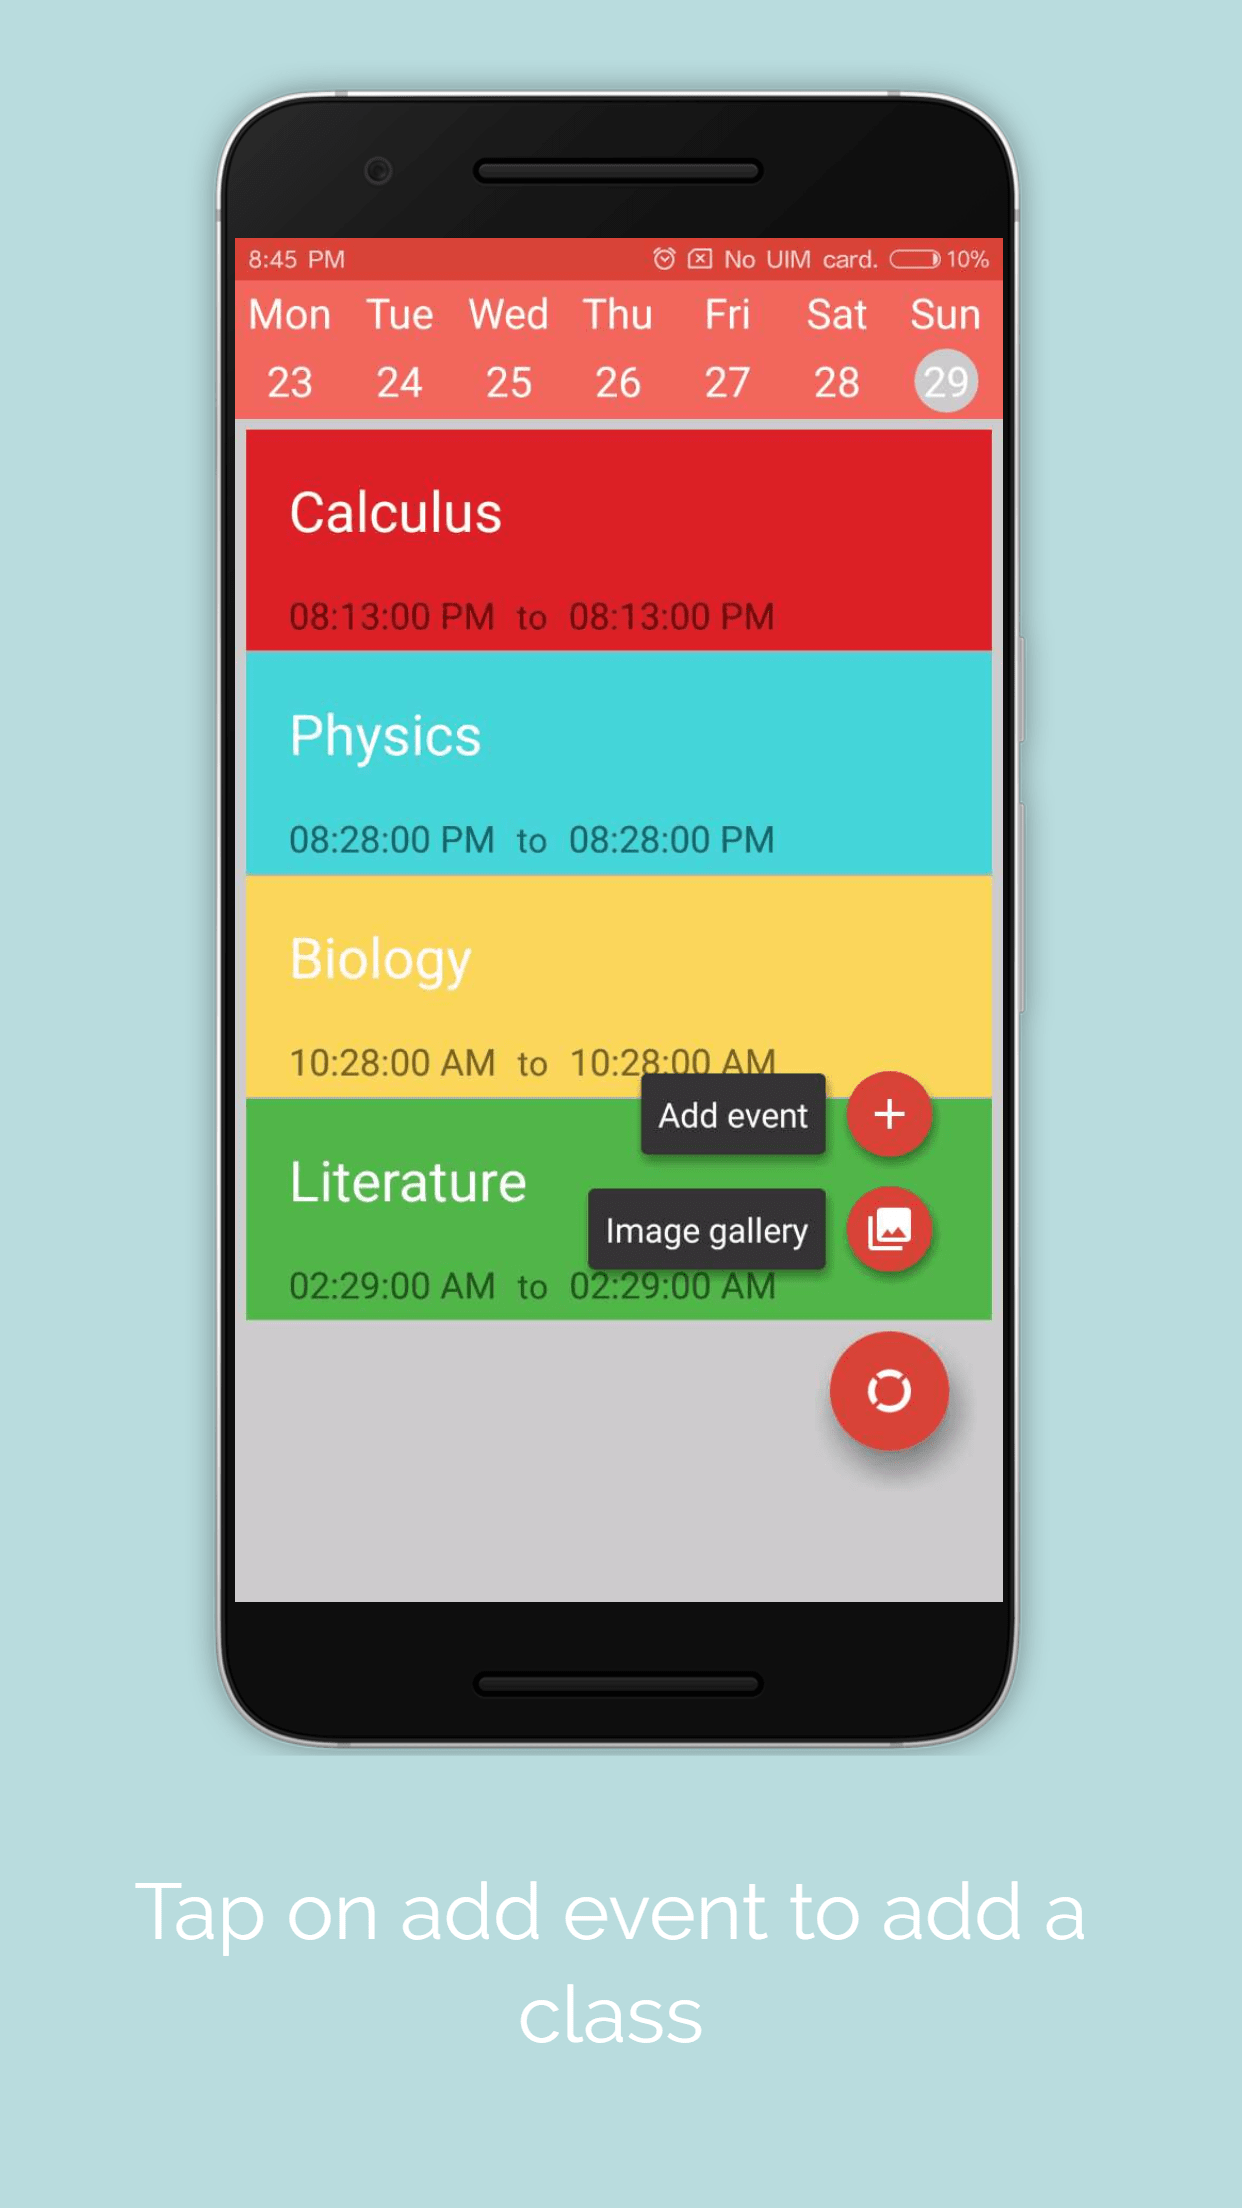 8:45 PM No UIM card. 10%
Mon Tue Wed Thu Fri Sat Sun
23 24 25 26 27 28 29
Calculus
08:13:00 PM to 08:13:00 PM
Physics
08:28:00 PM to 08:28:00 PM
Biology
10:28:00 AM to 10:28:00 AM
Add event
Literature
Image gallery
02:29:00 AM to 02:29:00 AM
Tap on add event to add a
class